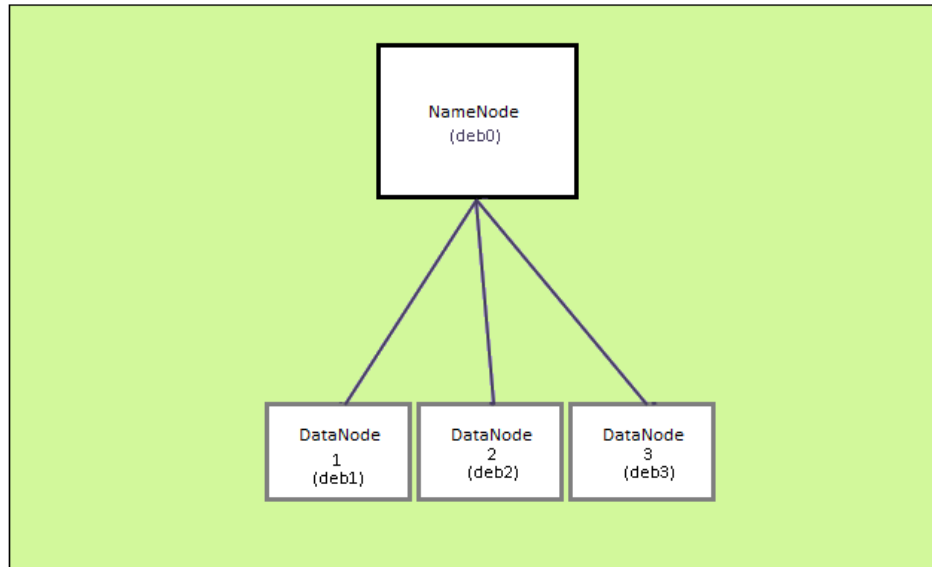 NameNode
(deb0)
DataNode
1
(deb1)
DataNode
2
(deb2)
DataNode
3
(deb3)